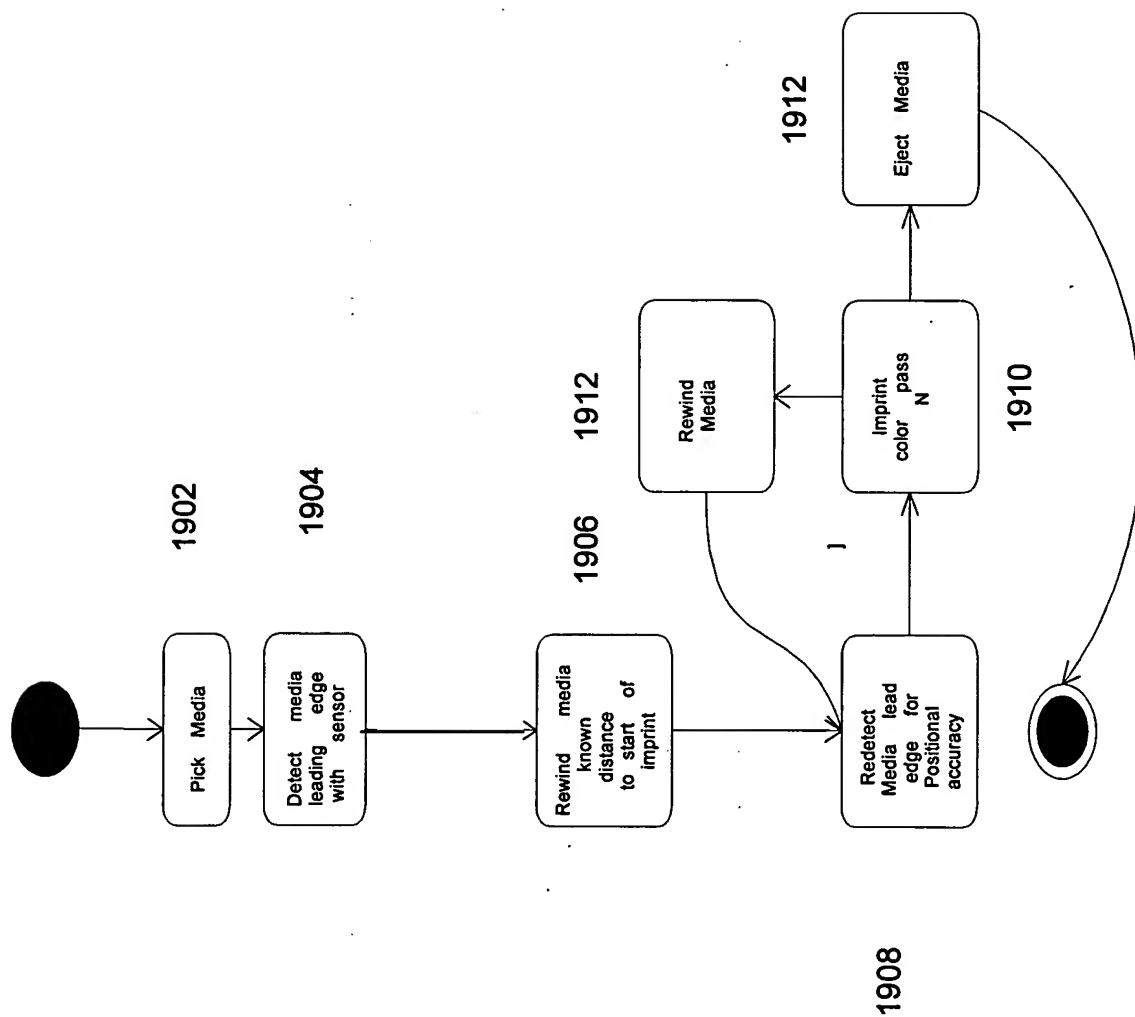 Pick Media
1902
Detect media
leading edge
with sensor
1904
Rewind media
known
distance
to start of
imprint
1906
Redetect
Media lead
edge for
Positional
accuracy
1908
Imprint
color pass
N
1910
Rewind
Media
1912
Eject Media
1912